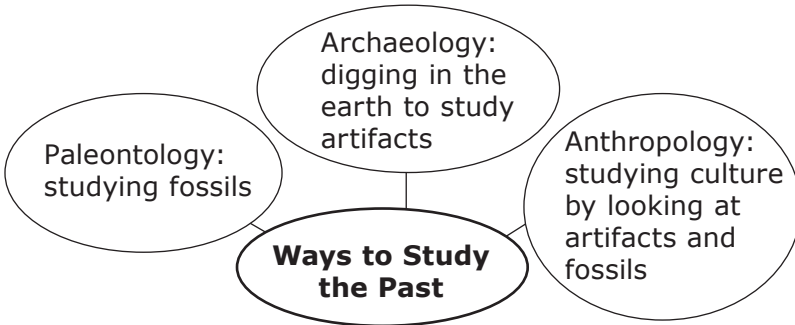 Archaeology:
digging in the
earth to study
artifacts
Paleontology:
studying fossils
Anthropology:
studying culture
by looking at
artifacts and
fossils
Ways to Study
the Past